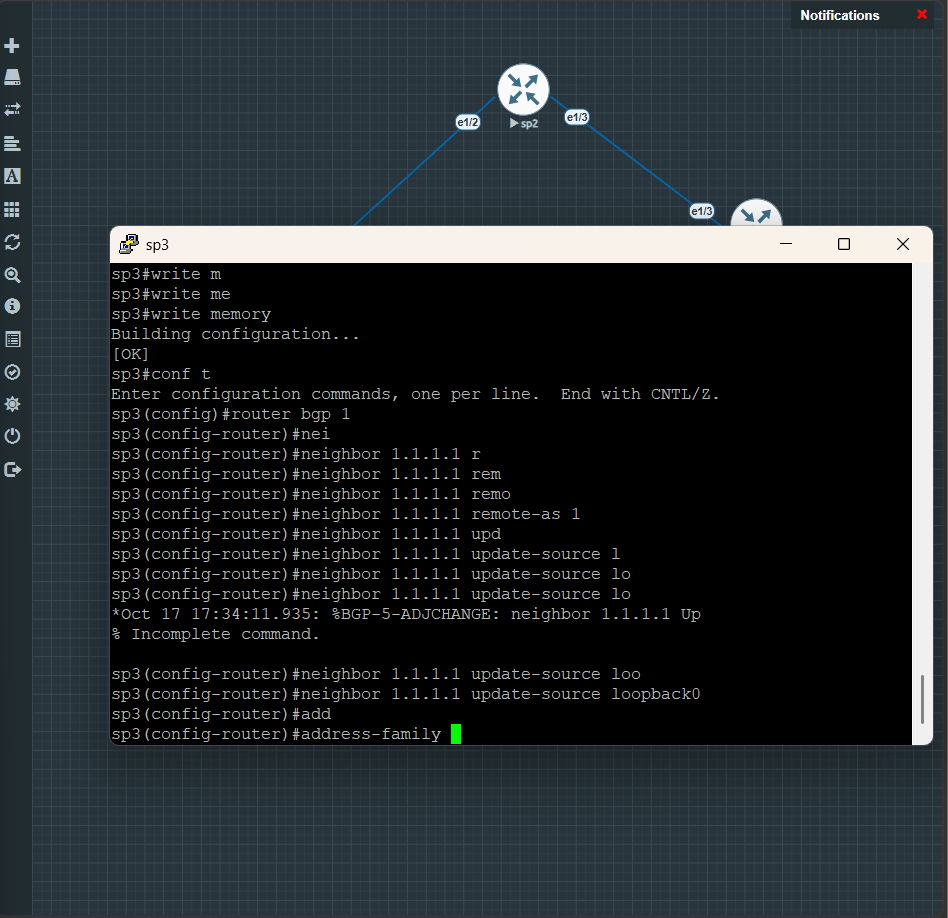 Notifications
e1/2
e1/3
sp2
e1/3
A
sp3
sp3#write m
sp3#write me
sp3#write memory
Building configuration...
[OK]
sp3#conf t
Enter configuration commands, one per line.  End with CNTL/Z.
sp3(config)#router bgp 1
sp3(config-router)#nei
sp3(config-router)#neighbor 1.1.1.1 r
sp3(config-router)#neighbor 1.1.1.1 rem
sp3(config-router)#neighbor 1.1.1.1 remo
sp3(config-router)#neighbor 1.1.1.1 remote-as 1
sp3(config-router)#neighbor 1.1.1.1 upd
sp3(config-router)#neighbor 1.1.1.1 update-source l
sp3(config-router)#neighbor 1.1.1.1 update-source lo
sp3(config-router)#neighbor 1.1.1.1 update-source lo
*Oct 17 17:34:11.935: %BGP-5-ADJCHANGE: neighbor 1.1.1.1 Up
% Incomplete command.
sp3(config-router)#neighbor 1.1.1.1 update-source loo
sp3(config-router)#neighbor 1.1.1.1 update-source loopback0
sp3(config-router)#add
sp3(config-router)#address-family